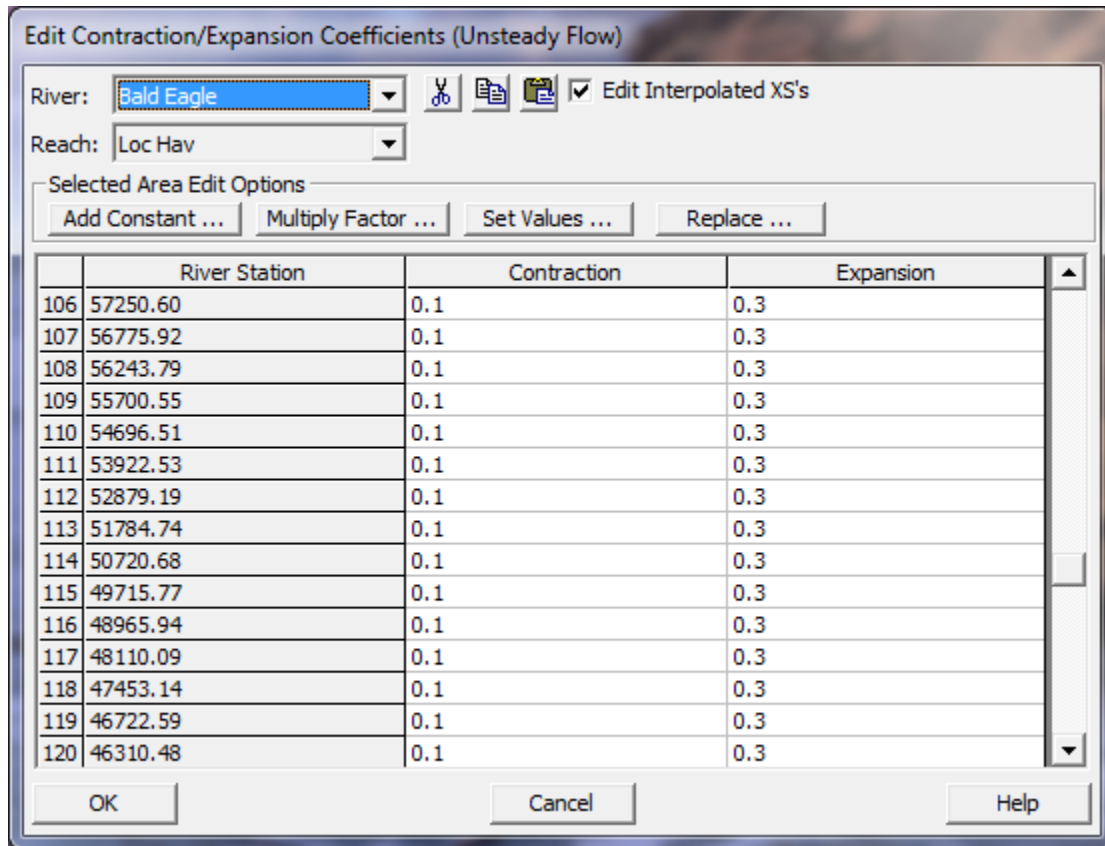 Edit Contraction/Expansion Coefficients (Unsteady Flow)
River: Bald Eagle Edit Interpolated XS's
Reach: Loc Hav
Selected Area Edit Options
Add Constant ... Multiply Factor ... Set Values ... Replace ...
River Station Contraction Expansion
106 57250.60 0.1 0.3
107 56775.92 0.1 0.3
108 56243.79 0.1 0.3
109 55700.55 0.1 0.3
110 54696.51 0.1 0.3
111 53922.53 0.1 0.3
112 52879.19 0.1 0.3
113 51784.74 0.1 0.3
114 50720.68 0.1 0.3
115 49715.77 0.1 0.3
116 48965.94 0.1 0.3
117 48110.09 0.1 0.3
118 47453.14 0.1 0.3
119 46722.59 0.1 0.3
120 46310.48 0.1 0.3
OK Cancel Help